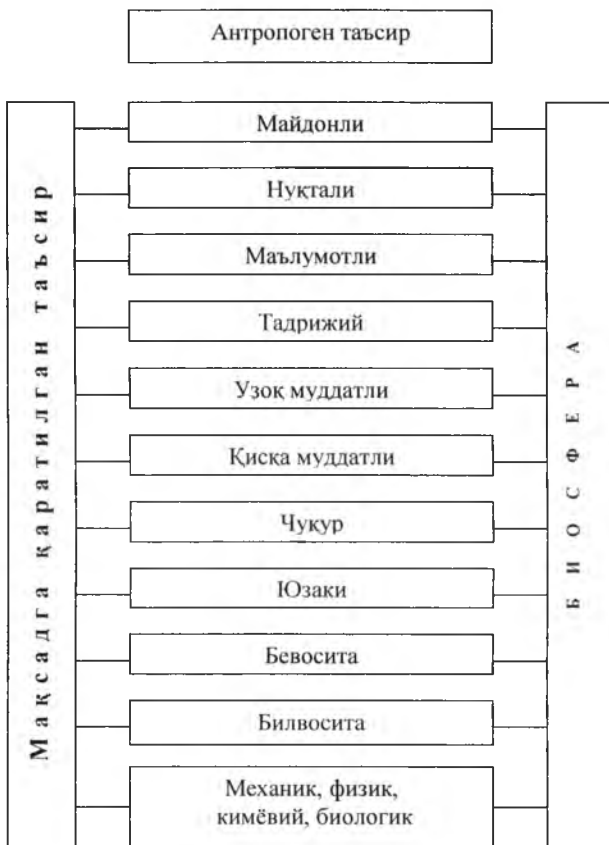 Антропоген таъсир
Мақсадга қаратилган таъсир
Майдонли
Нуқтали
Маълумотли
Тадрижий
Узоқ муддатли
Қисқа муддатли
Чуқур
Юзаки
Бевосита
Билвосита
Механик, физик,
кимёвий, биологик
БИОСФЕРА